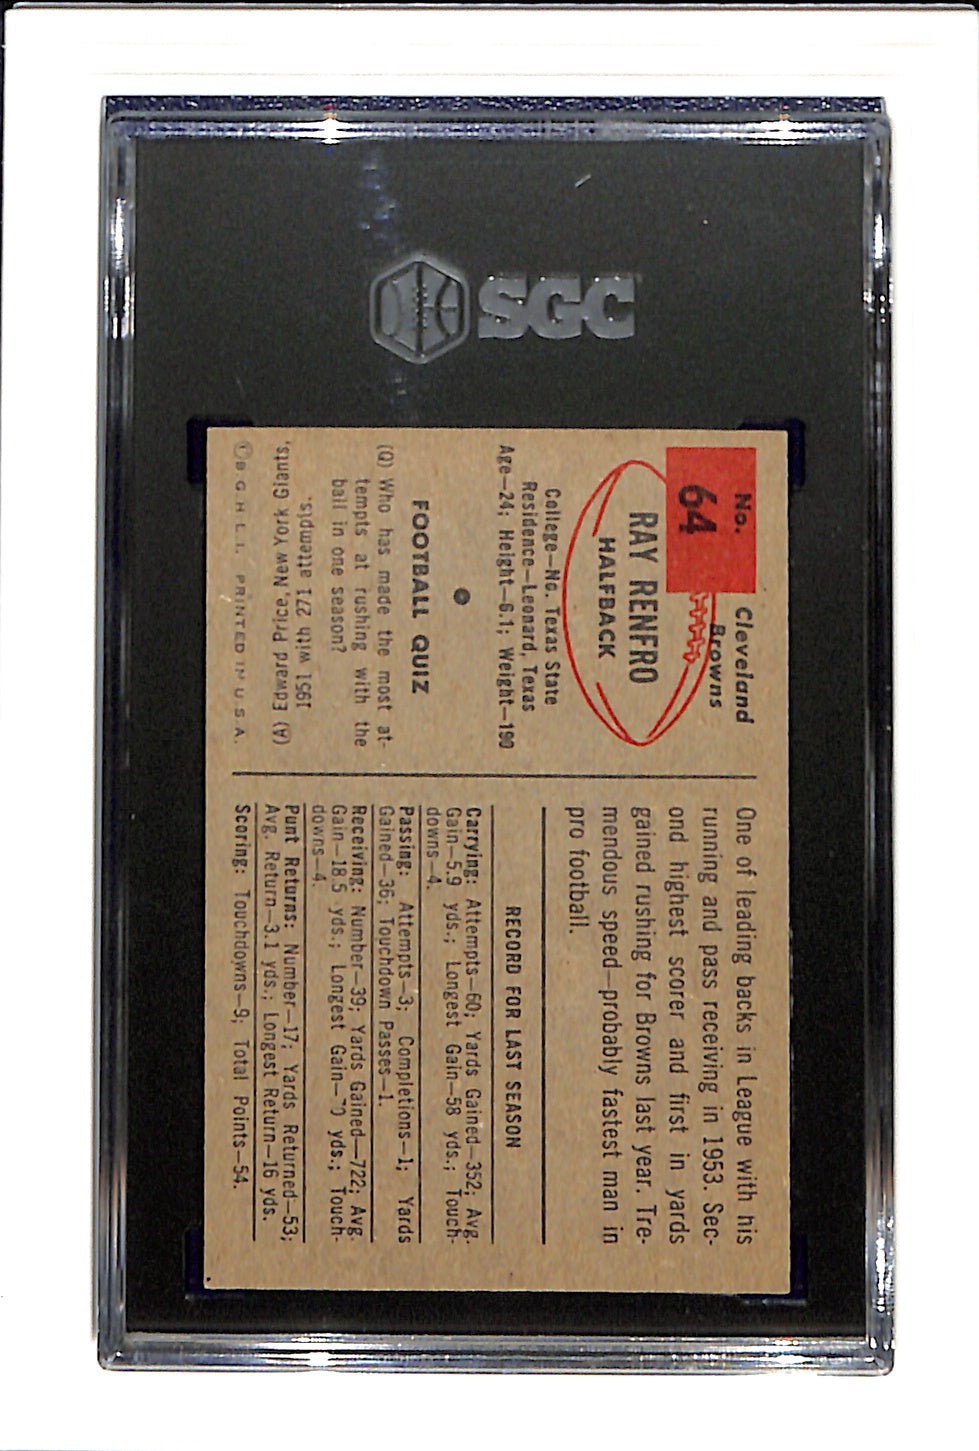 SGC
No.
64
Cleveland
Browns
RAY RENFRO
HALFBACK
College—No. Texas State
Residence—Leonard, Texas
Age—24; Height—6.1; Weight—190
FOOTBALL QUIZ
(Q) Who has made the most at-
tempts at rushing with the
ball in one season?
(A) Edward Price, New York Giants,
1951 with 271 attempts.
© B. G. H. L. I. PRINTED IN U. S. A.
One of leading backs in League with his
running and pass receiving in 1953. Sec-
ond highest scorer and first in yards
gained rushing for Browns last year. Tre-
mendous speed—probably fastest man in
pro football.
RECORD FOR LAST SEASON
Carrying: Attempts—60; Yards Gained—352; Avg.
Gain—5.9 yds.; Longest Gain—58 yds.; Touch-
downs—4.
Passing: Attempts—3; Completions—1; Yards
Gained—36; Touchdown Passes—1.
Receiving: Number—39; Yards Gained—722; Avg.
Gain—18.5 yds.; Longest Gain—70 yds.; Touch-
downs—4.
Punt Returns: Number—17; Yards Returned—53;
Avg. Return—3.1 yds.; Longest Return—16 yds.
Scoring: Touchdowns—9; Total Points—54.